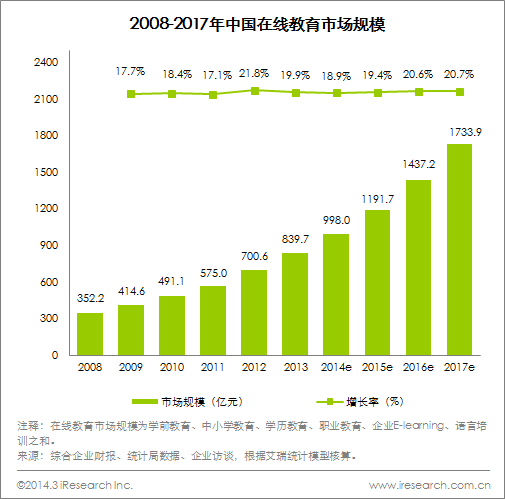 2008-2017年中国在线教育市场规模
2400
2100
1800
1500
1200
900
600
300
0
17.7%
18.4%
17.1%
21.8%
19.9%
18.9%
19.4%
20.6%
20.7%
352.2
414.6
491.1
575.0
700.6
839.7
998.0
1191.7
1437.2
1733.9
2008
2009
2010
2011
2012
2013
2014e
2015e
2016e
2017e
市场规模（亿元）
增长率（%）
注释：在线教育市场规模为学前教育、中小学教育、学历教育、职业教育、企业E-learning、语言培
训之和。
来源：综合企业财报、统计局数据、企业访谈，根据艾瑞统计模型核算。
©2014.3 iResearch Inc.
www.iresearch.com.cn